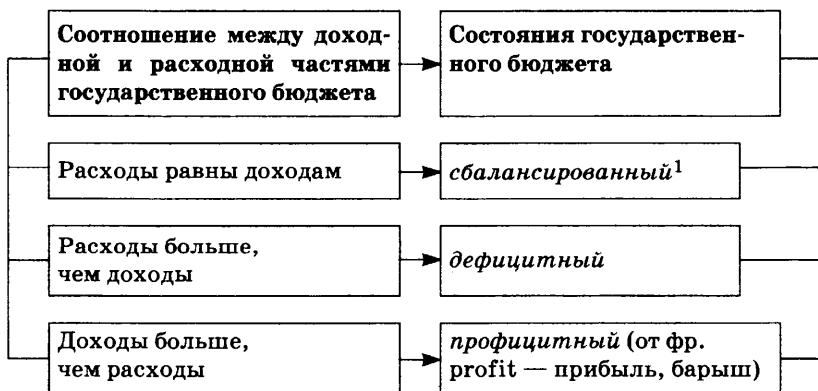 Соотношение между доход-
ной и расходной частями
государственного бюджета
Состояния государствен-
ного бюджета
Расходы равны доходам
сбалансированный¹
Расходы больше,
чем доходы
дефицитный
Доходы больше,
чем расходы
профицитный (от фр.
profit — прибыль, барыш)